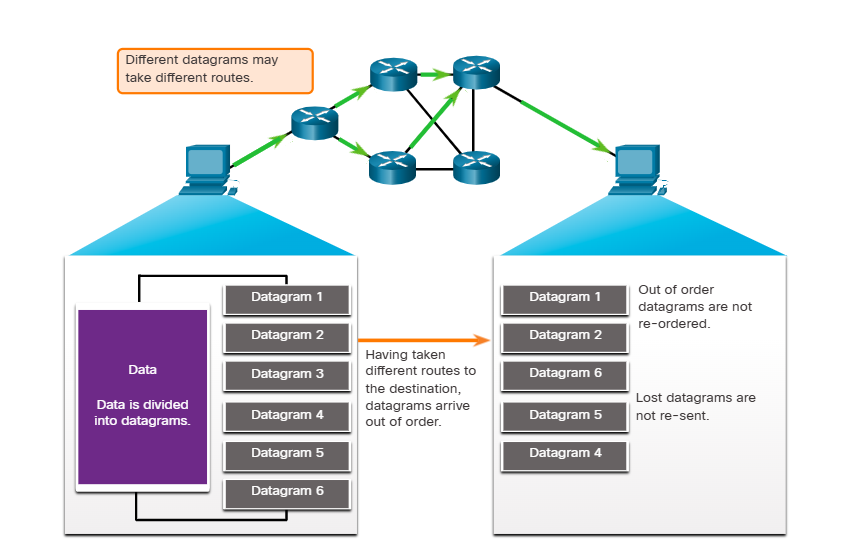 Different datagrams may
take different routes.
Data
Data is divided
into datagrams.
Datagram 1
Datagram 2
Datagram 3
Datagram 4
Datagram 5
Datagram 6
Having taken
different routes to
the destination,
datagrams arrive
out of order.
Datagram 1
Datagram 2
Datagram 6
Datagram 5
Datagram 4
Out of order
datagrams are not
re-ordered.
Lost datagrams are
not re-sent.